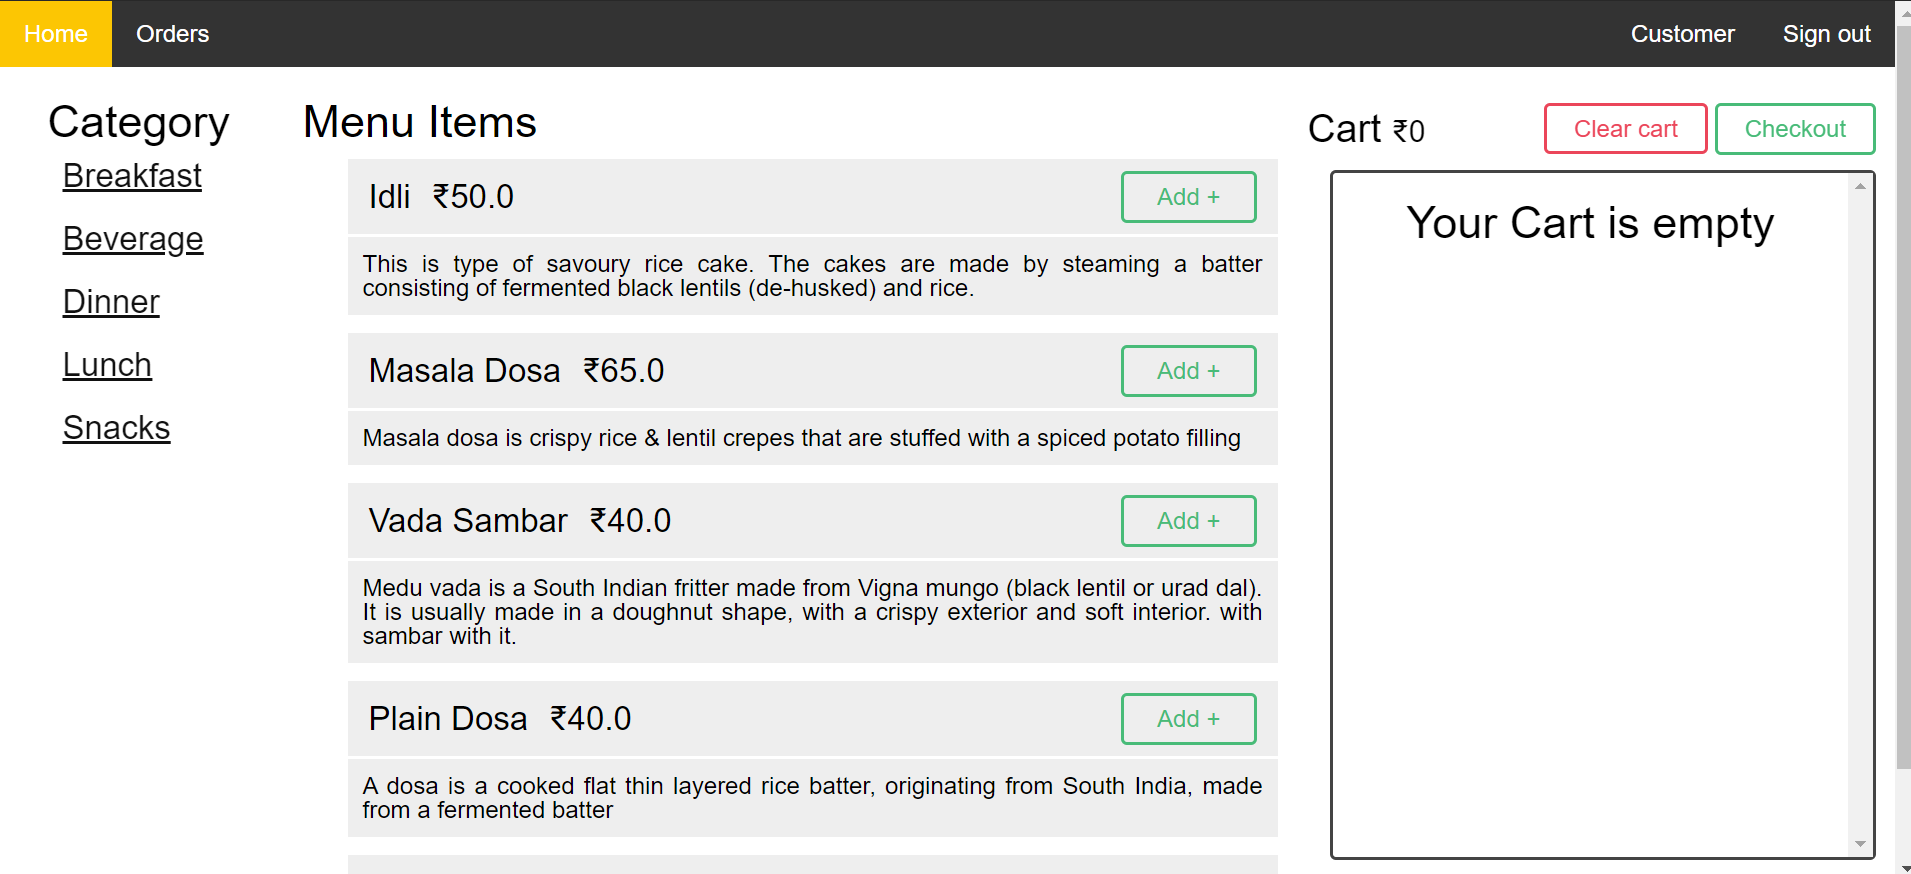 Home Orders Customer Sign out
Category
Breakfast
Beverage
Dinner
Lunch
Snacks
Menu Items
Idli ₹50.0 Add +
This is type of savoury rice cake. The cakes are made by steaming a batter
consisting of fermented black lentils (de-husked) and rice.
Masala Dosa ₹65.0 Add +
Masala dosa is crispy rice & lentil crepes that are stuffed with a spiced potato filling
Vada Sambar ₹40.0 Add +
Medu vada is a South Indian fritter made from Vigna mungo (black lentil or urad dal).
It is usually made in a doughnut shape, with a crispy exterior and soft interior. with
sambar with it.
Plain Dosa ₹40.0 Add +
A dosa is a cooked flat thin layered rice batter, originating from South India, made
from a fermented batter
Cart ₹0 Clear cart Checkout
Your Cart is empty